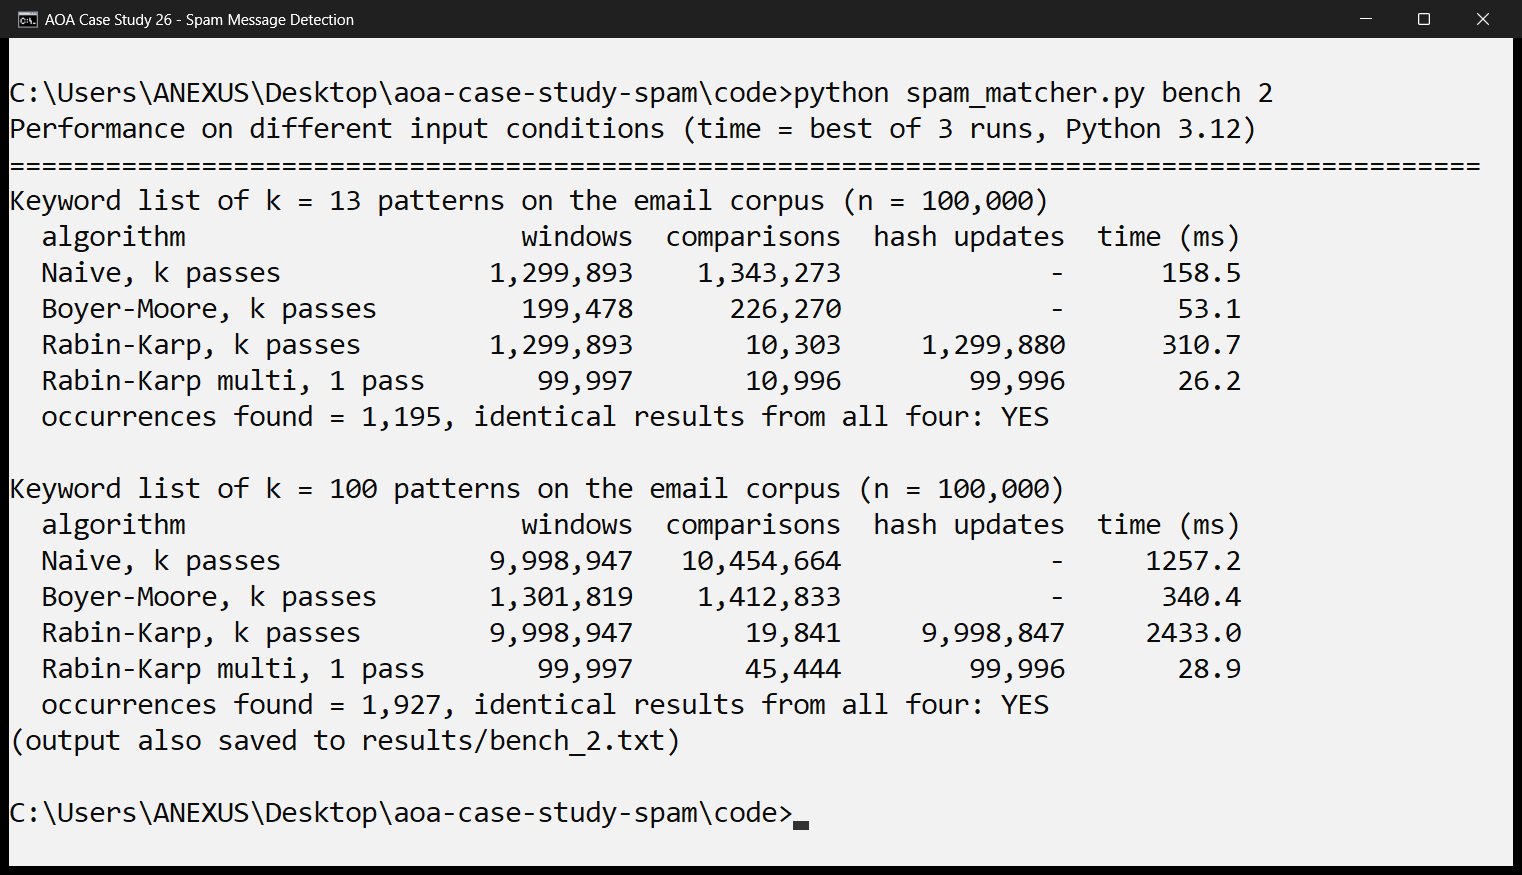 AOA Case Study 26 - Spam Message Detection
C:\Users\ANEXUS\Desktop\aoa-case-study-spam\code>python spam_matcher.py bench 2
Performance on different input conditions (time = best of 3 runs, Python 3.12)
============================================================================================
Keyword list of k = 13 patterns on the email corpus (n = 100,000)
  algorithm                     windows  comparisons  hash updates  time (ms)
  Naive, k passes             1,299,893    1,343,273             -      158.5
  Boyer-Moore, k passes         199,478      226,270             -       53.1
  Rabin-Karp, k passes        1,299,893       10,303     1,299,880      310.7
  Rabin-Karp multi, 1 pass       99,997       10,996        99,996       26.2
  occurrences found = 1,195, identical results from all four: YES
Keyword list of k = 100 patterns on the email corpus (n = 100,000)
  algorithm                     windows  comparisons  hash updates  time (ms)
  Naive, k passes             9,998,947   10,454,664             -     1257.2
  Boyer-Moore, k passes       1,301,819    1,412,833             -      340.4
  Rabin-Karp, k passes        9,998,947       19,841     9,998,847     2433.0
  Rabin-Karp multi, 1 pass       99,997       45,444        99,996       28.9
  occurrences found = 1,927, identical results from all four: YES
(output also saved to results/bench_2.txt)
C:\Users\ANEXUS\Desktop\aoa-case-study-spam\code>